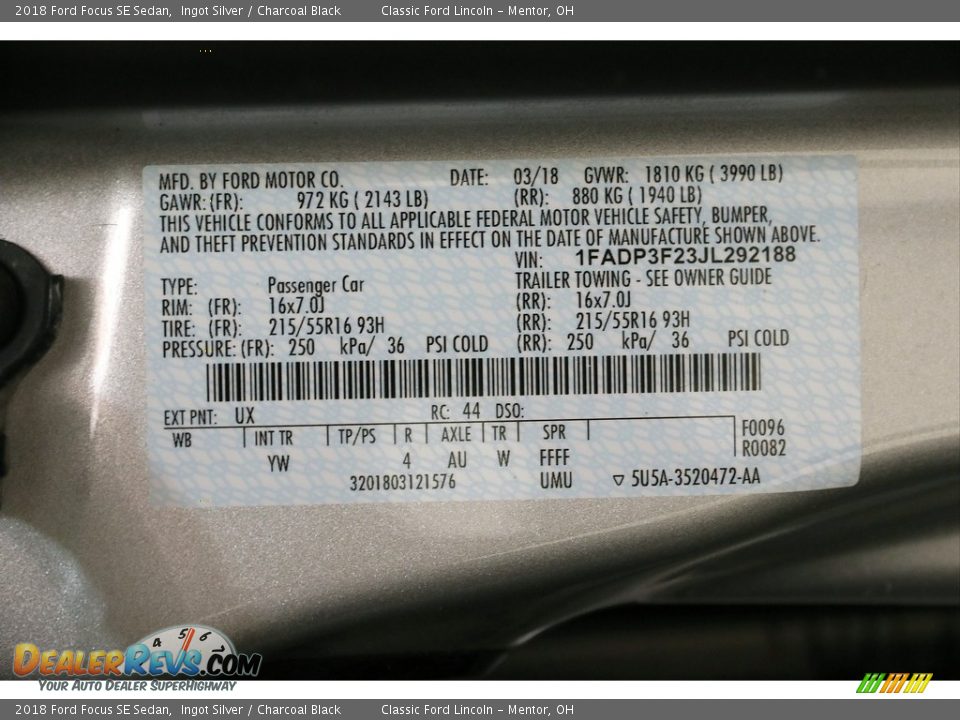 2018 Ford Focus SE Sedan, Ingot Silver / Charcoal Black Classic Ford Lincoln – Mentor, OH
MFD. BY FORD MOTOR CO. DATE: 03/18 GVWR: 1810 KG ( 3990 LB)
GAWR: (FR): 972 KG ( 2143 LB) (RR): 880 KG ( 1940 LB)
THIS VEHICLE CONFORMS TO ALL APPLICABLE FEDERAL MOTOR VEHICLE SAFETY, BUMPER,
AND THEFT PREVENTION STANDARDS IN EFFECT ON THE DATE OF MANUFACTURE SHOWN ABOVE.
VIN: 1FADP3F23JL292188
TYPE: Passenger Car TRAILER TOWING - SEE OWNER GUIDE
RIM: (FR): 16x7.0J (RR): 16x7.0J
TIRE: (FR): 215/55R16 93H (RR): 215/55R16 93H
PRESSURE: (FR): 250 kPa/ 36 PSI COLD (RR): 250 kPa/ 36 PSI COLD
EXT PNT: UX RC: 44 DSO:
WB INT TR TP/PS R AXLE TR SPR F0096
YW 4 AU W FFFF R0082
3201803121576 UMU ▽ 5U5A-3520472-AA
4 5 6
DEALERREVS.COM
YOUR AUTO DEALER SUPERHIGHWAY
2018 Ford Focus SE Sedan, Ingot Silver / Charcoal Black Classic Ford Lincoln – Mentor, OH